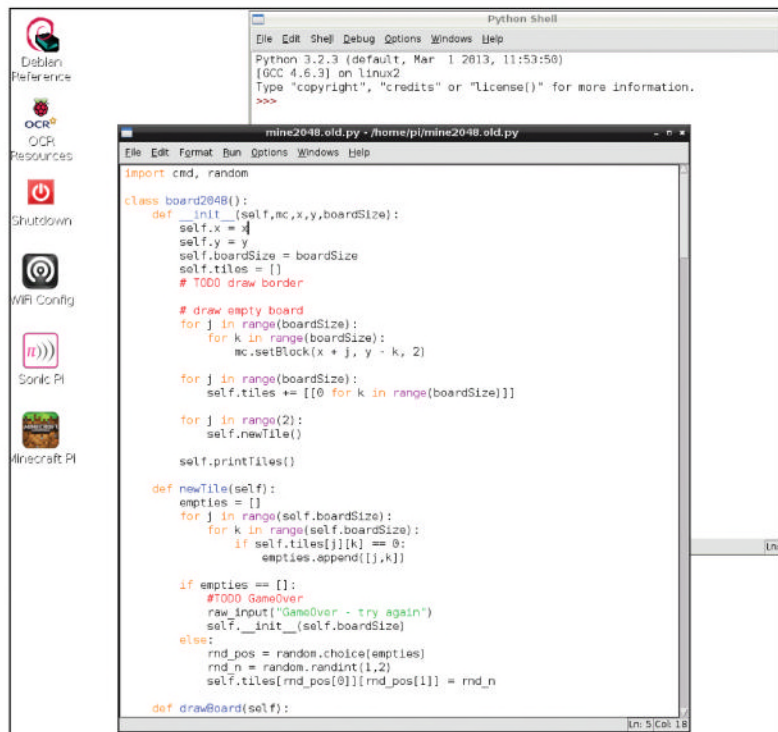 Debian
Reference
OCR
OCR
Resources
Shutdown
WiFi Config
π)))
Sonic Pi
Minecraft Pi
Python Shell
File Edit Shell Debug Options Windows Help
Python 3.2.3 (default, Mar  1 2013, 11:53:50)
[GCC 4.6.3] on linux2
Type "copyright", "credits" or "license()" for more information.
>>>
Ln:
mine2048.old.py - /home/pi/mine2048.old.py
File Edit Format Run Options Windows Help
import cmd, random
class board2048():
    def __init__(self,mc,x,y,boardSize):
        self.x = x
        self.y = y
        self.boardSize = boardSize
        self.tiles = []
        # TODO draw border
        # draw empty board
        for j in range(boardSize):
            for k in range(boardSize):
                mc.setBlock(x + j, y - k, 2)
        for j in range(boardSize):
            self.tiles += [[0 for k in range(boardSize)]]
        for j in range(2):
            self.newTile()
        self.printTiles()
    def newTile(self):
        empties = []
        for j in range(self.boardSize):
            for k in range(self.boardSize):
                if self.tiles[j][k] == 0:
                    empties.append([j,k])
        if empties == []:
            #TODO GameOver
            raw_input("GameOver - try again")
            self.__init__(self.boardSize)
        else:
            rnd_pos = random.choice(empties)
            rnd_n = random.randint(1,2)
            self.tiles[rnd_pos[0]][rnd_pos[1]] = rnd_n
    def drawBoard(self):
Ln: 5 Col: 18